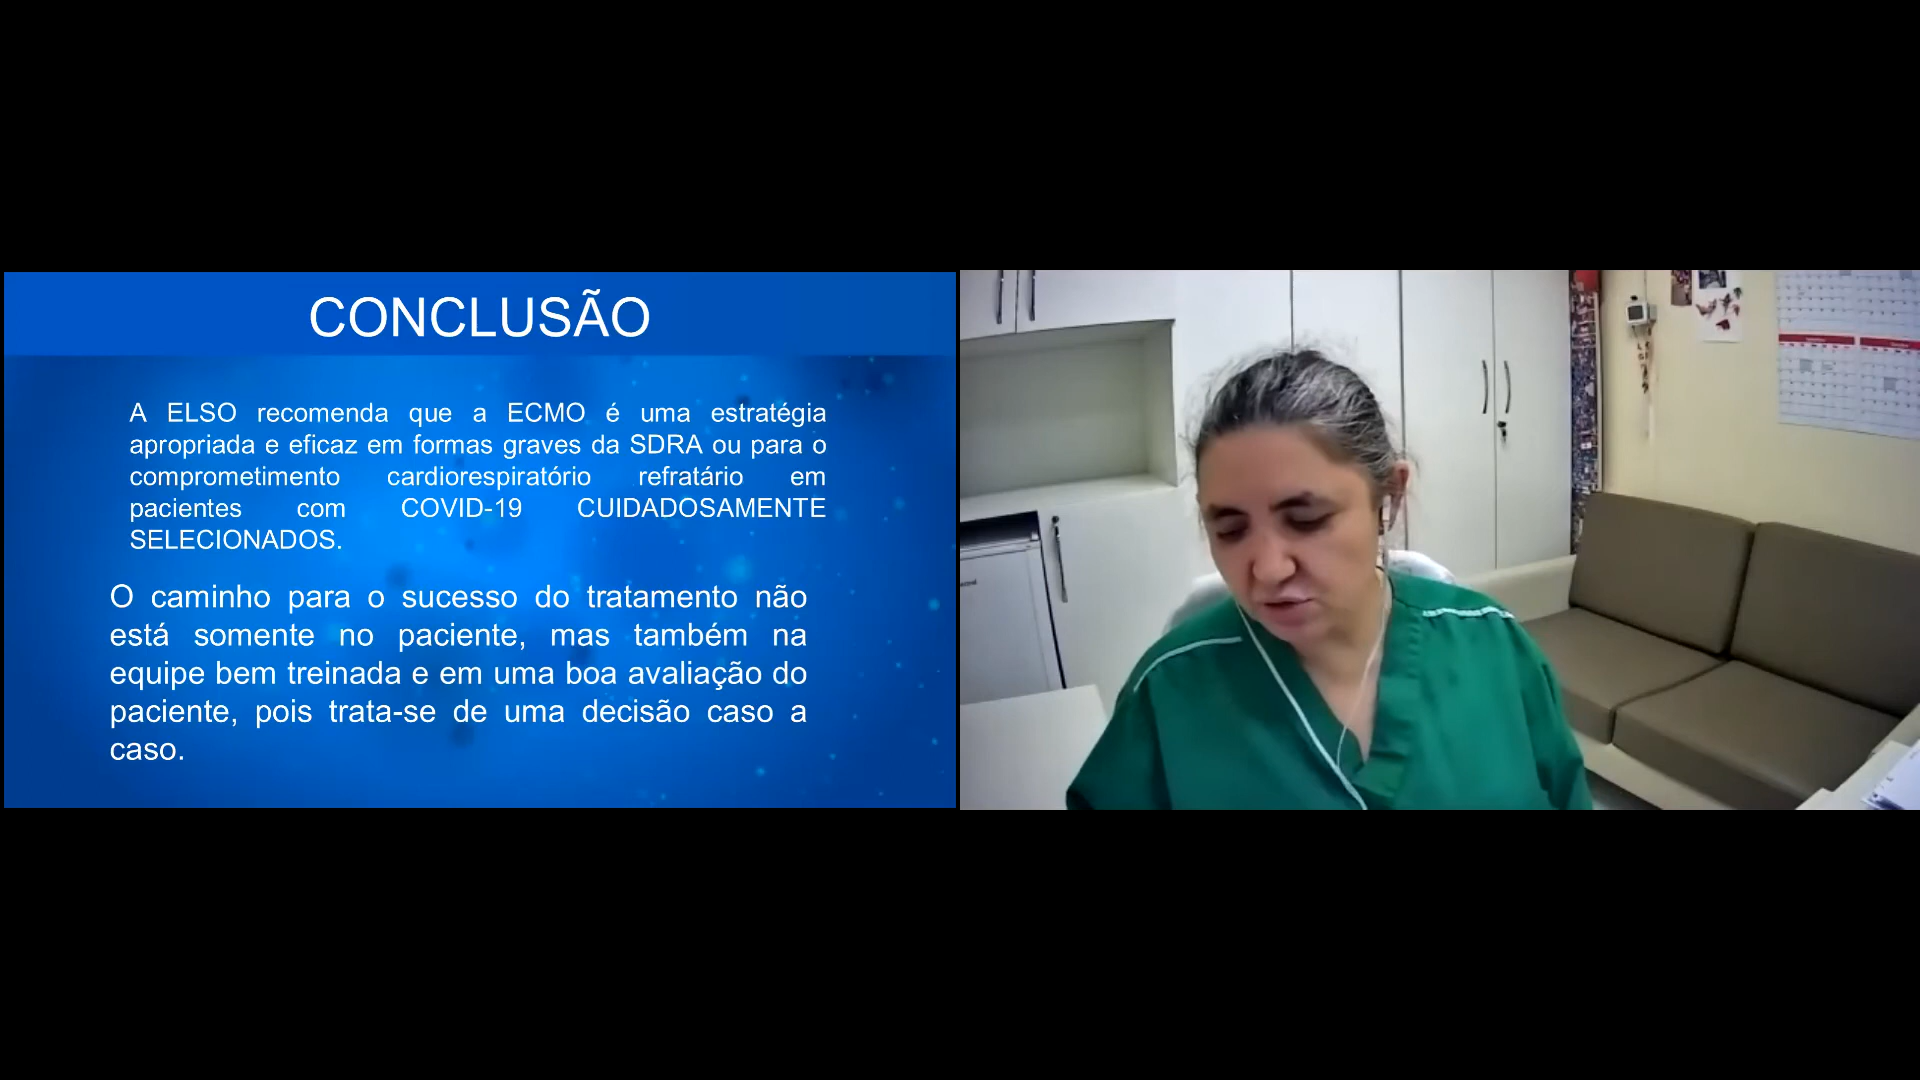 CONCLUSÃO
A ELSO recomenda que a ECMO é uma estratégia
apropriada e eficaz em formas graves da SDRA ou para o
comprometimento cardiorespiratório refratário em
pacientes com COVID-19 CUIDADOSAMENTE
SELECIONADOS.
O caminho para o sucesso do tratamento não
está somente no paciente, mas também na
equipe bem treinada e em uma boa avaliação do
paciente, pois trata-se de uma decisão caso a
caso.